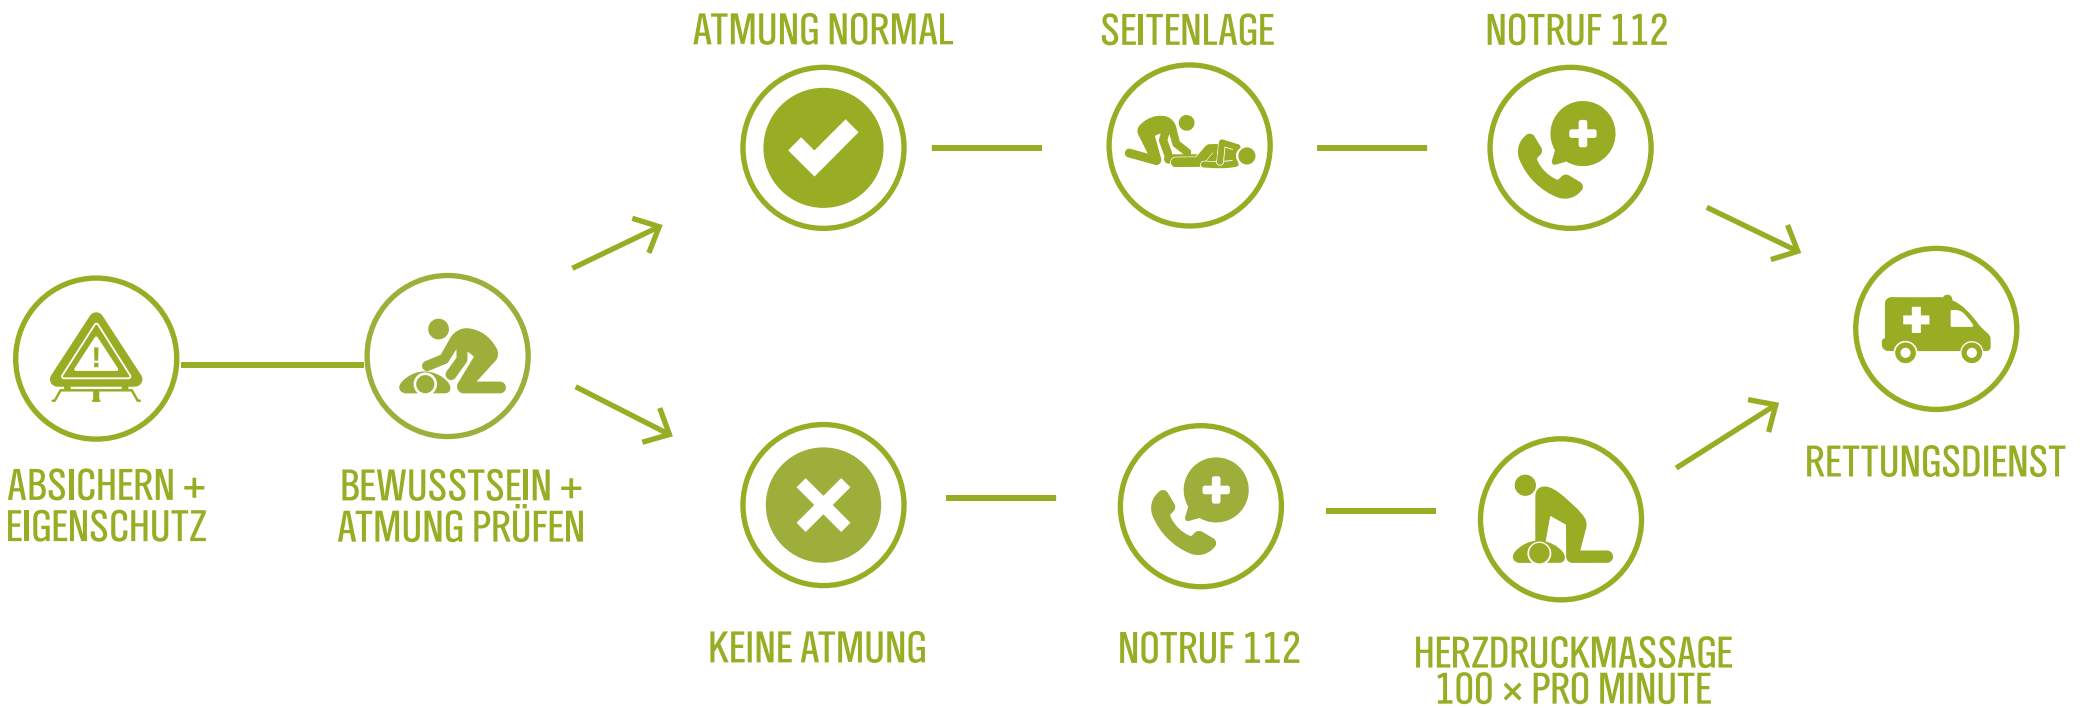 ATMUNG NORMAL
SEITENLAGE
NOTRUF 112
ABSICHERN +
EIGENSCHUTZ
BEWUSSTSEIN +
ATMUNG PRÜFEN
RETTUNGSDIENST
KEINE ATMUNG
NOTRUF 112
HERZDRUCKMASSAGE
100 × PRO MINUTE